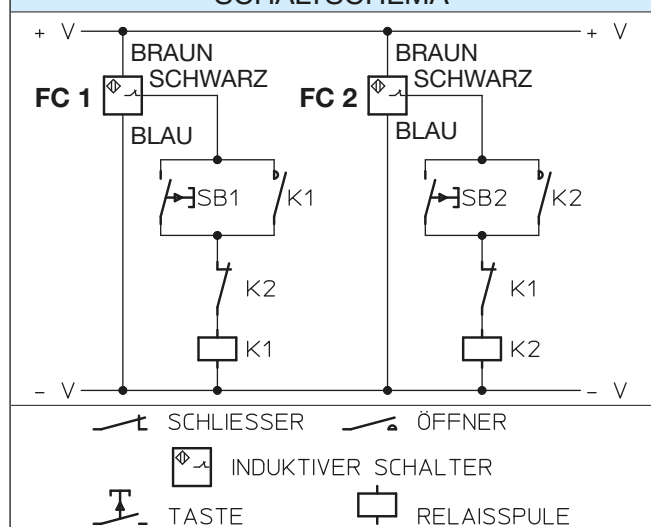 SCHALTSCHEMA
+ V + V
BRAUN BRAUN
SCHWARZ SCHWARZ
FC 1 FC 2
BLAU BLAU
SB1 K1 SB2 K2
K2 K1
K1 K2
– V – V
SCHLIESSER ÖFFNER
INDUKTIVER SCHALTER
TASTE RELAISSPULE